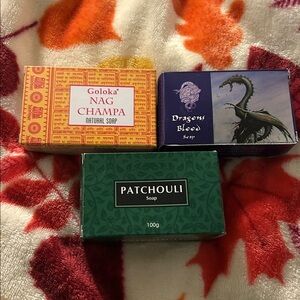 Goloka
NAG
CHAMPA
NATURAL SOAP
Dragons
Blood
Soap
PATCHOULI
Soap
100g